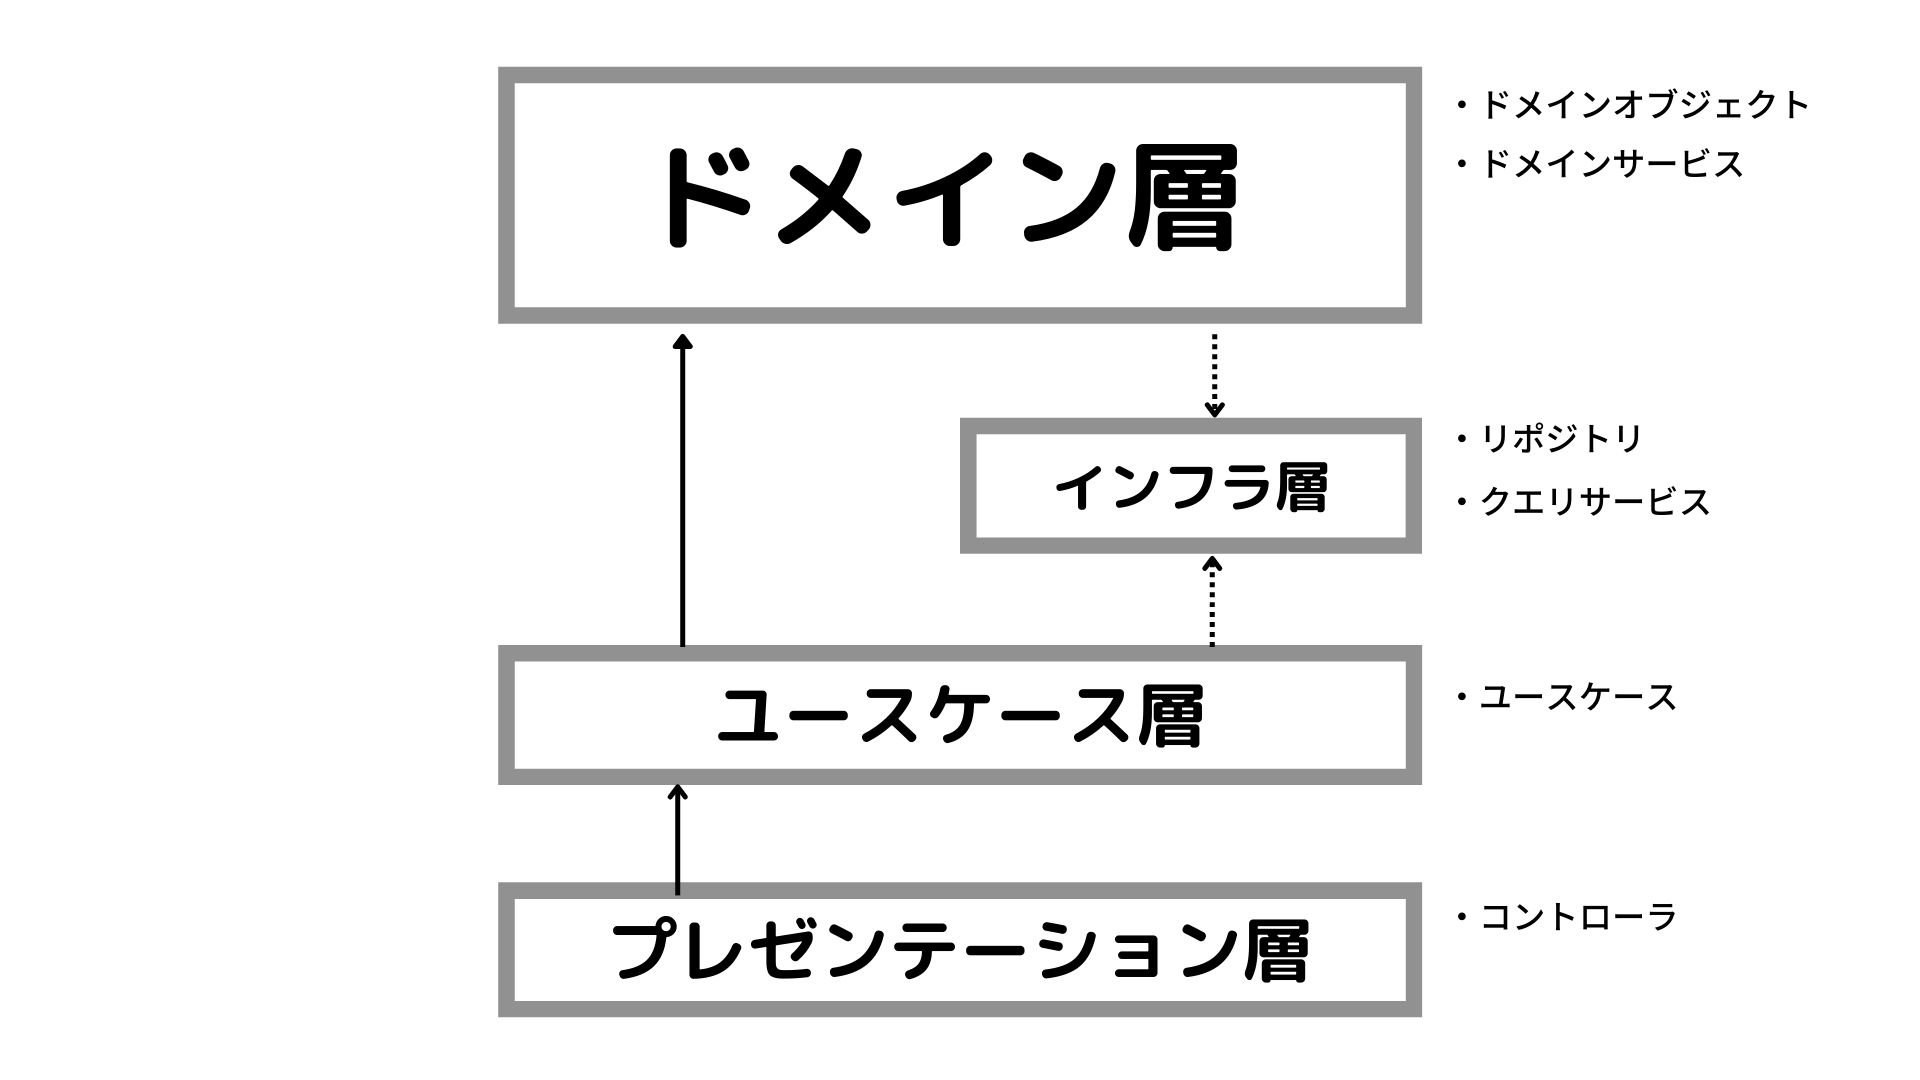 ドメイン層
・ドメインオブジェクト
・ドメインサービス
インフラ層
・リポジトリ
・クエリサービス
ユースケース層
・ユースケース
プレゼンテーション層
・コントローラ